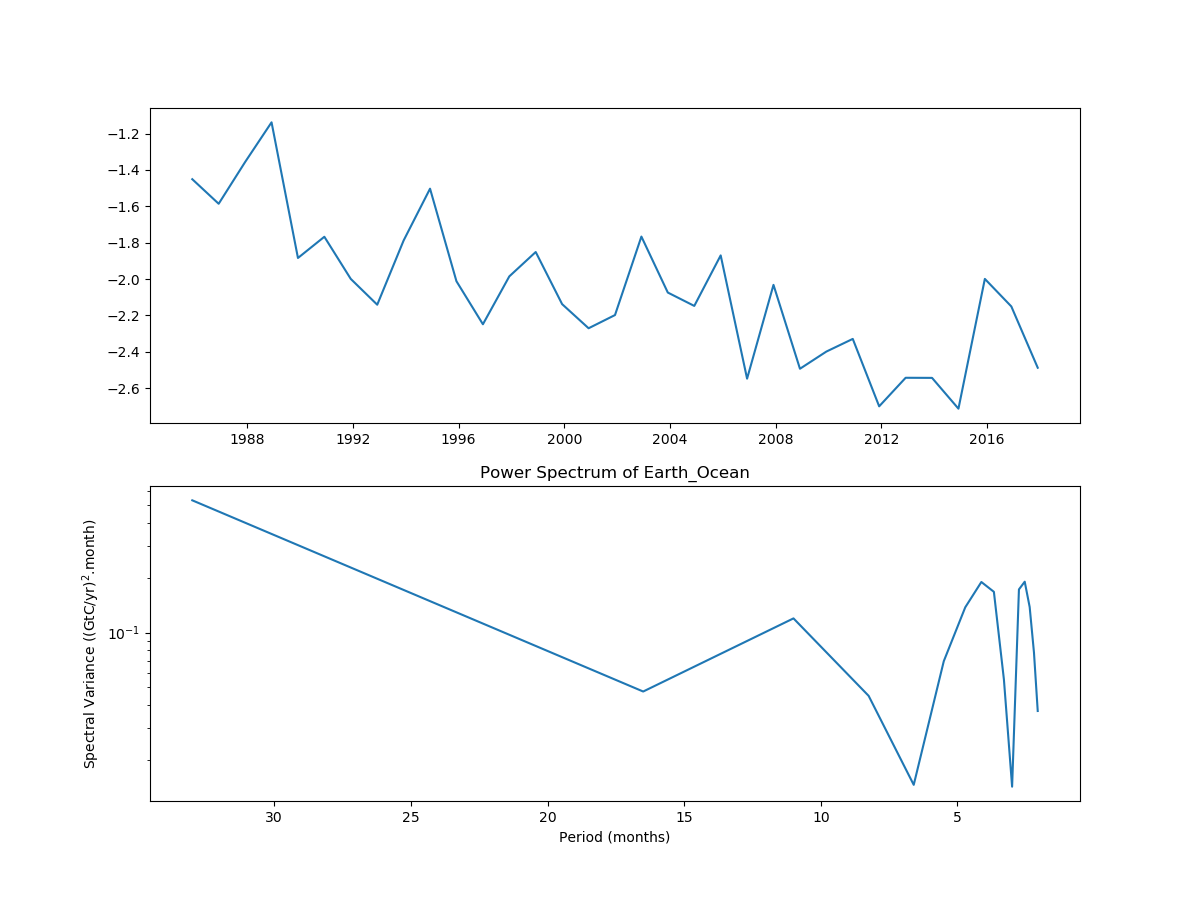 −1.2
−1.4
−1.6
−1.8
−2.0
−2.2
−2.4
−2.6
1988 1992 1996 2000 2004 2008 2012 2016
Power Spectrum of Earth_Ocean
Spectral Variance ((GtC/yr)².month)
10⁻¹
30 25 20 15 10 5
Period (months)